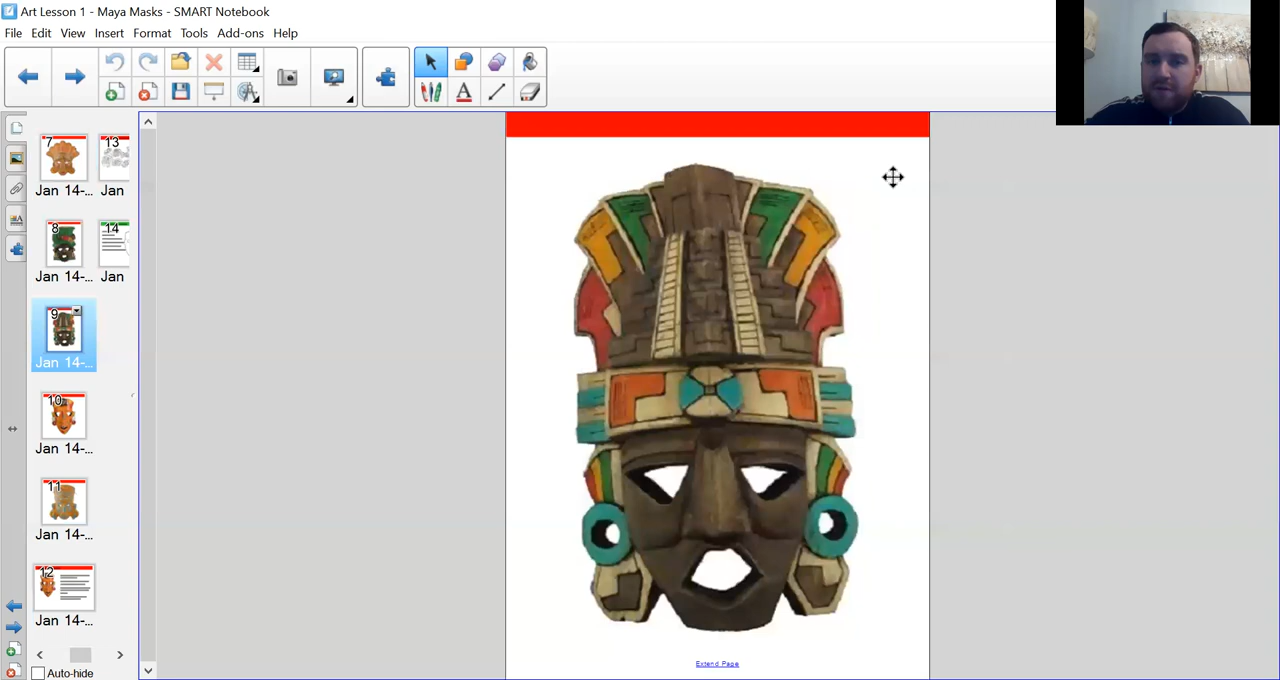 Art Lesson 1 - Maya Masks - SMART Notebook
File Edit View Insert Format Tools Add-ons Help
7 13
Jan 14-... Jan
8 14
Jan 14-... Jan
9
Jan 14-...
10
Jan 14-...
11
Jan 14-...
12
Jan 14-...
Auto-hide
Extend Page